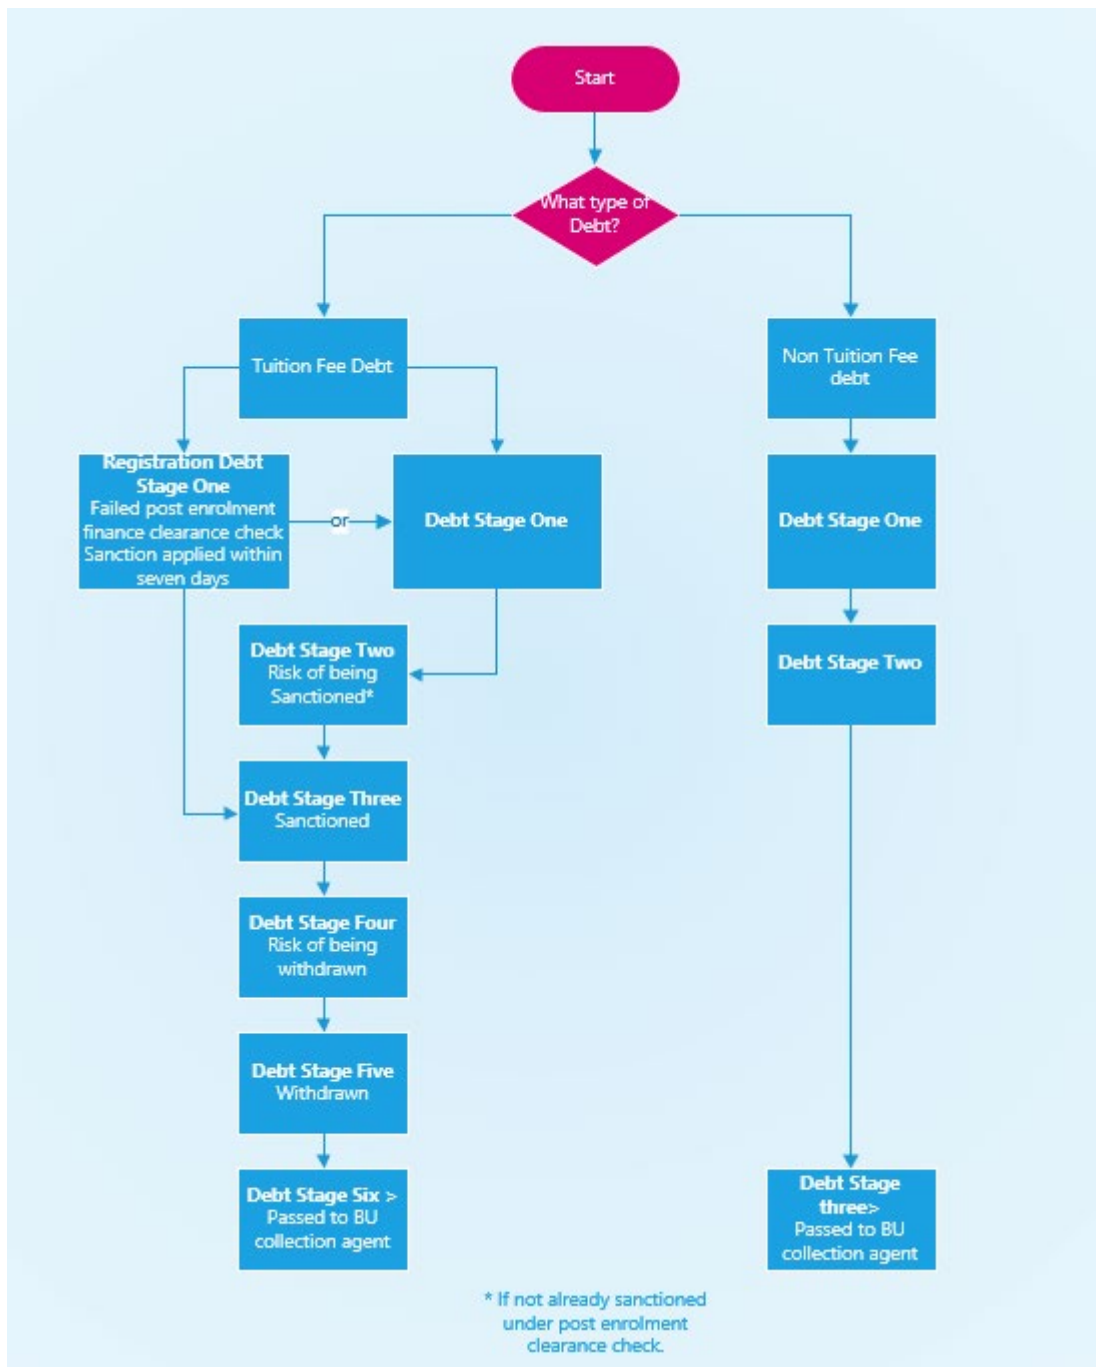 Start
What type of
Debt?
Tuition Fee Debt
Non Tuition Fee
debt
Registration Debt
Stage One
Failed post enrolment
finance clearance check
Sanction applied within
seven days
or
Debt Stage One
Debt Stage One
Debt Stage Two
Risk of being
Sanctioned*
Debt Stage Two
Debt Stage Three
Sanctioned
Debt Stage Four
Risk of being
withdrawn
Debt Stage Five
Withdrawn
Debt Stage Six >
Passed to BU
collection agent
Debt Stage
three>
Passed to BU
collection agent
* If not already sanctioned
under post enrolment
clearance check.